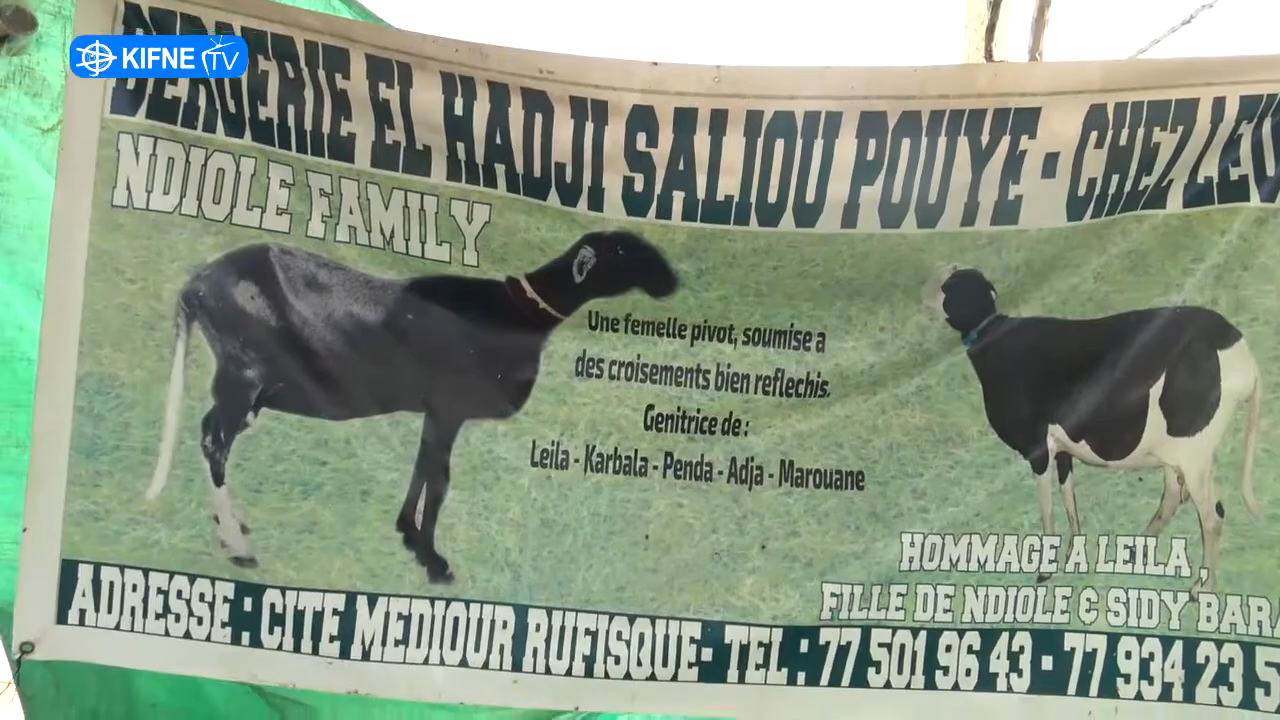 KIFNE TV
BERGERIE EL HADJI SALIOU POUYE - CHEZ
NDIOLE FAMILY
Une femelle pivot, soumise a
des croisements bien reflechis.
Genitrice de :
Leila - Karbala - Penda - Adja - Marouane
HOMMAGE A LEILA ,
FILLE DE NDIOLE & SIDY
ADRESSE : CITE MEDIOUR RUFISQUE- TEL : 77 501 96 43 - 77 934 23